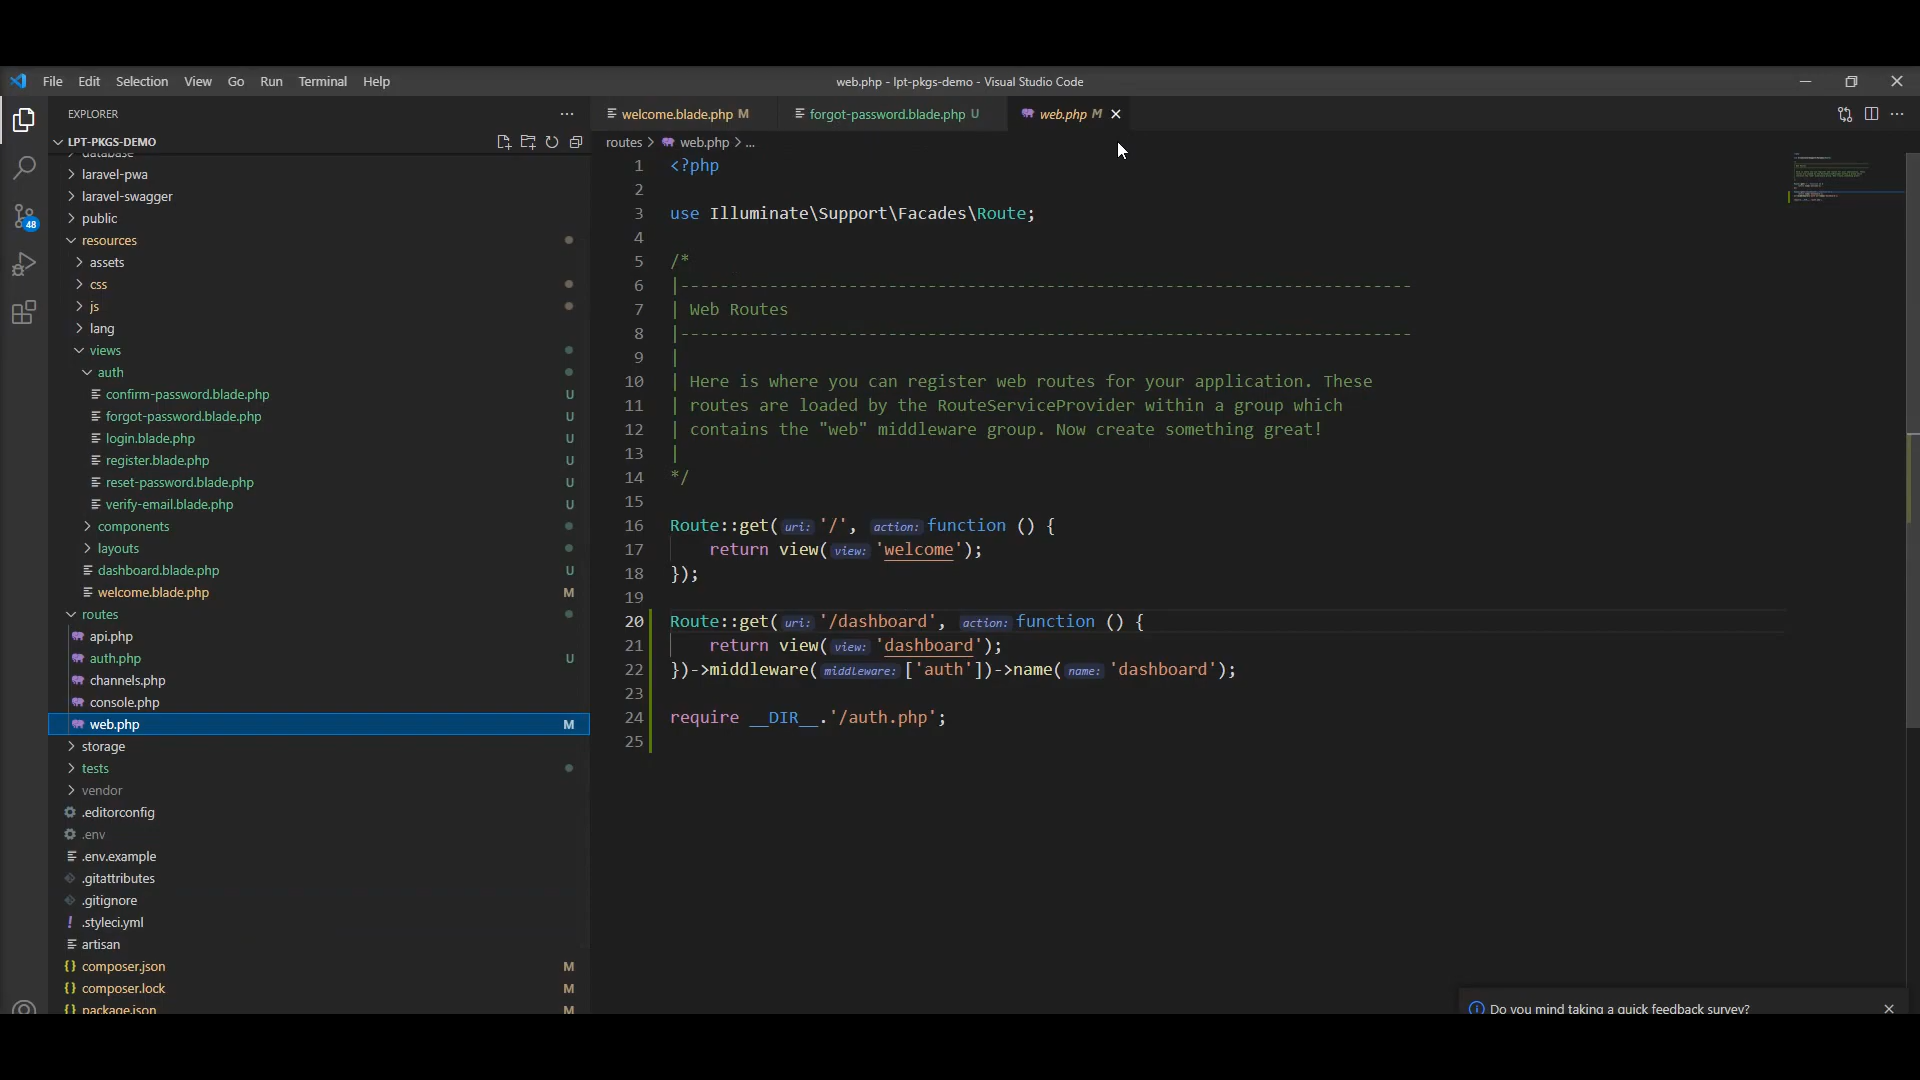 File Edit Selection View Go Run Terminal Help
web.php - lpt-pkgs-demo - Visual Studio Code
EXPLORER
LPT-PKGS-DEMO
database
laravel-pwa
laravel-swagger
public
resources
assets
css
js
lang
views
auth
confirm-password.blade.php U
forgot-password.blade.php U
login.blade.php U
register.blade.php U
reset-password.blade.php U
verify-email.blade.php U
components
layouts
dashboard.blade.php U
welcome.blade.php M
routes
api.php
auth.php U
channels.php
console.php
web.php M
storage
tests
vendor
.editorconfig
.env
.env.example
.gitattributes
.gitignore
.styleci.yml
artisan
composer.json M
composer.lock M
package.json M
48
welcome.blade.php M forgot-password.blade.php U web.php M
routes > web.php > ...
1 <?php
2
3 use Illuminate\Support\Facades\Route;
4
5 /*
6 |--------------------------------------------------------------------------
7 | Web Routes
8 |--------------------------------------------------------------------------
9 |
10 | Here is where you can register web routes for your application. These
11 | routes are loaded by the RouteServiceProvider within a group which
12 | contains the "web" middleware group. Now create something great!
13 |
14 */
15
16 Route::get(uri: '/', action: function () {
17 return view(view: 'welcome');
18 });
19
20 Route::get(uri: '/dashboard', action: function () {
21 return view(view: 'dashboard');
22 })->middleware(middleware: ['auth'])->name(name: 'dashboard');
23
24 require __DIR__.'/auth.php';
25
Do you mind taking a quick feedback survey?